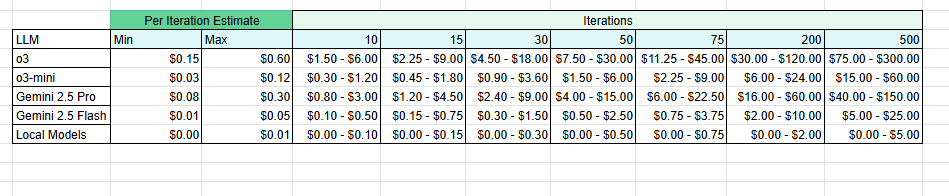 Per Iteration Estimate Iterations
LLM Min Max 10 15 30 50 75 200 500
o3 $0.15 $0.60 $1.50 - $6.00 $2.25 - $9.00 $4.50 - $18.00 $7.50 - $30.00 $11.25 - $45.00 $30.00 - $120.00 $75.00 - $300.00
o3-mini $0.03 $0.12 $0.30 - $1.20 $0.45 - $1.80 $0.90 - $3.60 $1.50 - $6.00 $2.25 - $9.00 $6.00 - $24.00 $15.00 - $60.00
Gemini 2.5 Pro $0.08 $0.30 $0.80 - $3.00 $1.20 - $4.50 $2.40 - $9.00 $4.00 - $15.00 $6.00 - $22.50 $16.00 - $60.00 $40.00 - $150.00
Gemini 2.5 Flash $0.01 $0.05 $0.10 - $0.50 $0.15 - $0.75 $0.30 - $1.50 $0.50 - $2.50 $0.75 - $3.75 $2.00 - $10.00 $5.00 - $25.00
Local Models $0.00 $0.01 $0.00 - $0.10 $0.00 - $0.15 $0.00 - $0.30 $0.00 - $0.50 $0.00 - $0.75 $0.00 - $2.00 $0.00 - $5.00